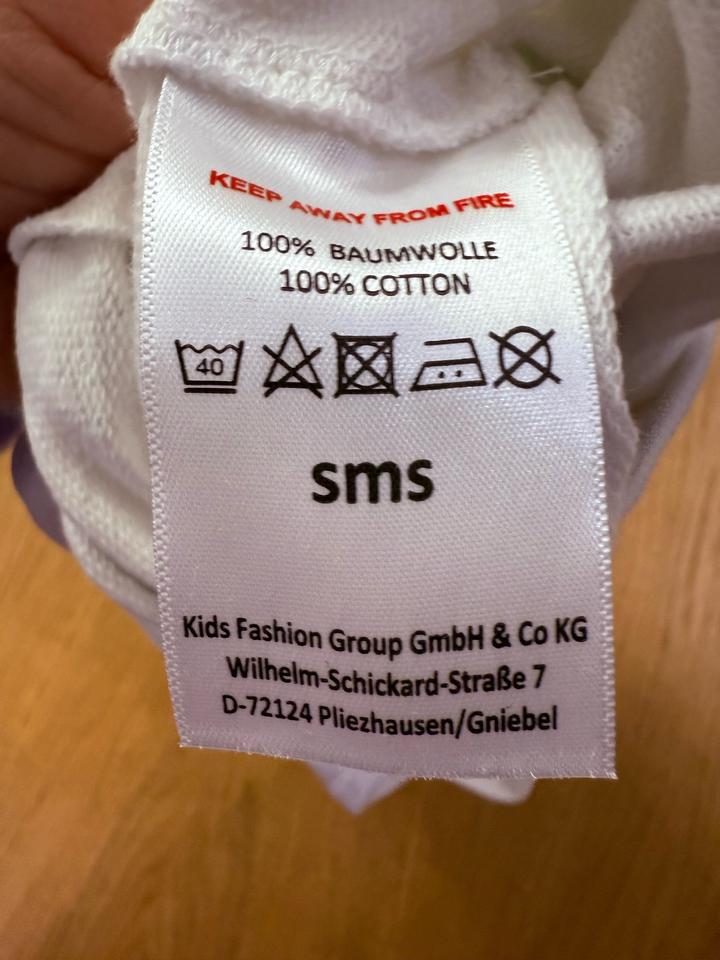 KEEP AWAY FROM FIRE
100% BAUMWOLLE
100% COTTON
40
sms
Kids Fashion Group GmbH & Co KG
Wilhelm-Schickard-Straße 7
D-72124 Pliezhausen/Gniebel